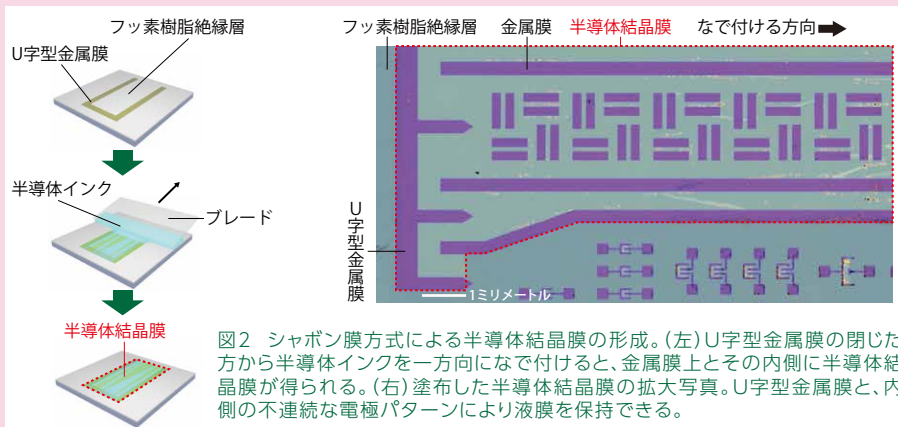 フッ素樹脂絶縁層
U字型金属膜
半導体インク
ブレード
半導体結晶膜
フッ素樹脂絶縁層 金属膜 半導体結晶膜 なで付ける方向
U字型金属膜
1ミリメートル
図2 シャボン膜方式による半導体結晶膜の形成。(左)U字型金属膜の閉じた
方から半導体インクを一方向になで付けると、金属膜上とその内側に半導体結
晶膜が得られる。(右)塗布した半導体結晶膜の拡大写真。U字型金属膜と、内
側の不連続な電極パターンにより液膜を保持できる。